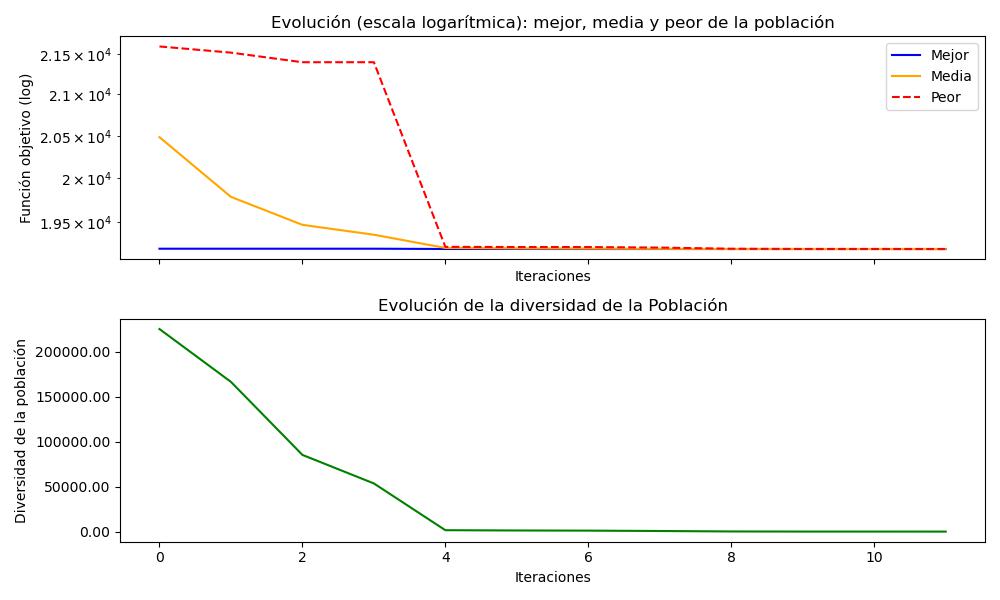 Evolución (escala logarítmica): mejor, media y peor de la población
Función objetivo (log)
2.15 × 10⁴
2.1 × 10⁴
2.05 × 10⁴
2 × 10⁴
1.95 × 10⁴
Mejor
Media
Peor
Iteraciones
Evolución de la diversidad de la Población
Diversidad de la población
200000.00
150000.00
100000.00
50000.00
0.00
0 2 4 6 8 10
Iteraciones